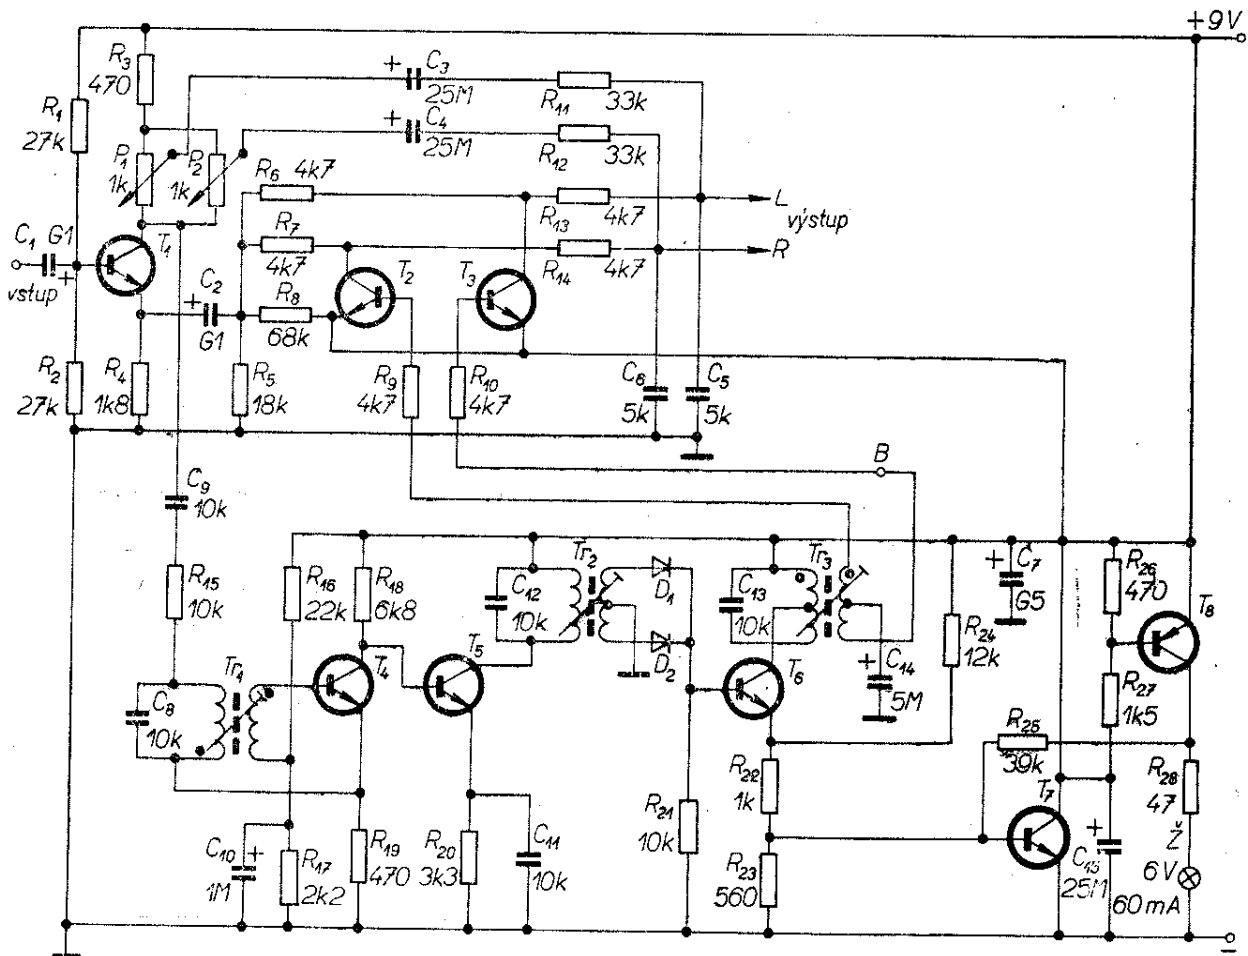 +9V
R3
470
R1
27k
P1
1k
P2
1k
+
C3
25M
R11
33k
+
C4
25M
R12
33k
R6 4k7
R13
4k7
L
výstup
R7
4k7
R14
4k7
R
C1 G1
+
vstup
T1
+
C2
G1
R8
68k
T2
T3
R2
27k
R4
1k8
R5
18k
R9
4k7
R10
4k7
C6
5k
C5
5k
B
C9
10k
R15
10k
R16
22k
R18
6k8
C12
10k
Tr2
D1
D2
C13
10k
Tr3
+
C7
G5
R26
470
T8
R24
12k
R27
1k5
C14
+
5M
Tr1
C8
10k
T4
T5
T6
R25
39k
R22
1k
R28
47
T7
Ž
6V
60mA
C10
+
1M
R17
2k2
R19
470
R20
3k3
C11
10k
R21
10k
R23
560
+
C15
25M
−